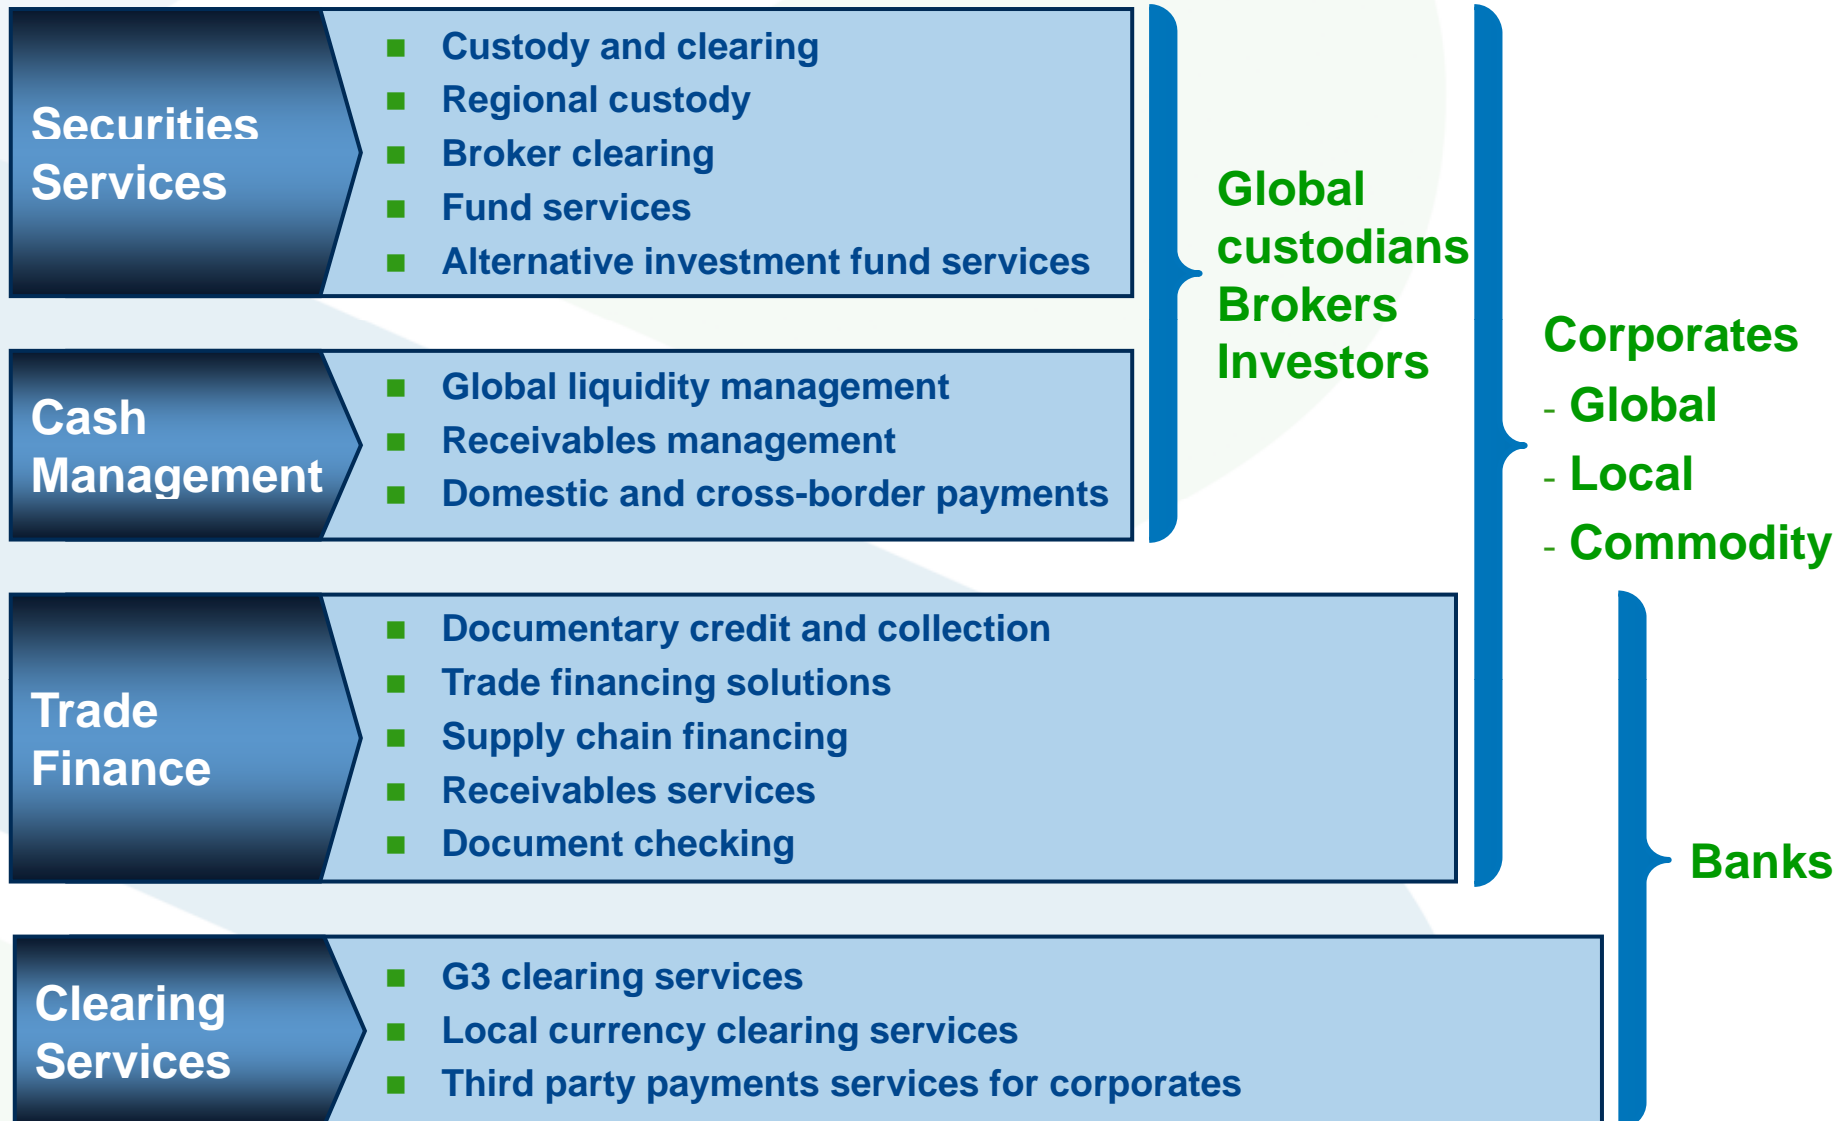 Securities
Services
Custody and clearing
Regional custody
Broker clearing
Fund services
Alternative investment fund services
Cash
Management
Global liquidity management
Receivables management
Domestic and cross-border payments
Global
custodians
Brokers
Investors
Trade
Finance
Documentary credit and collection
Trade financing solutions
Supply chain financing
Receivables services
Document checking
Corporates
- Global
- Local
- Commodity
Clearing
Services
G3 clearing services
Local currency clearing services
Third party payments services for corporates
Banks